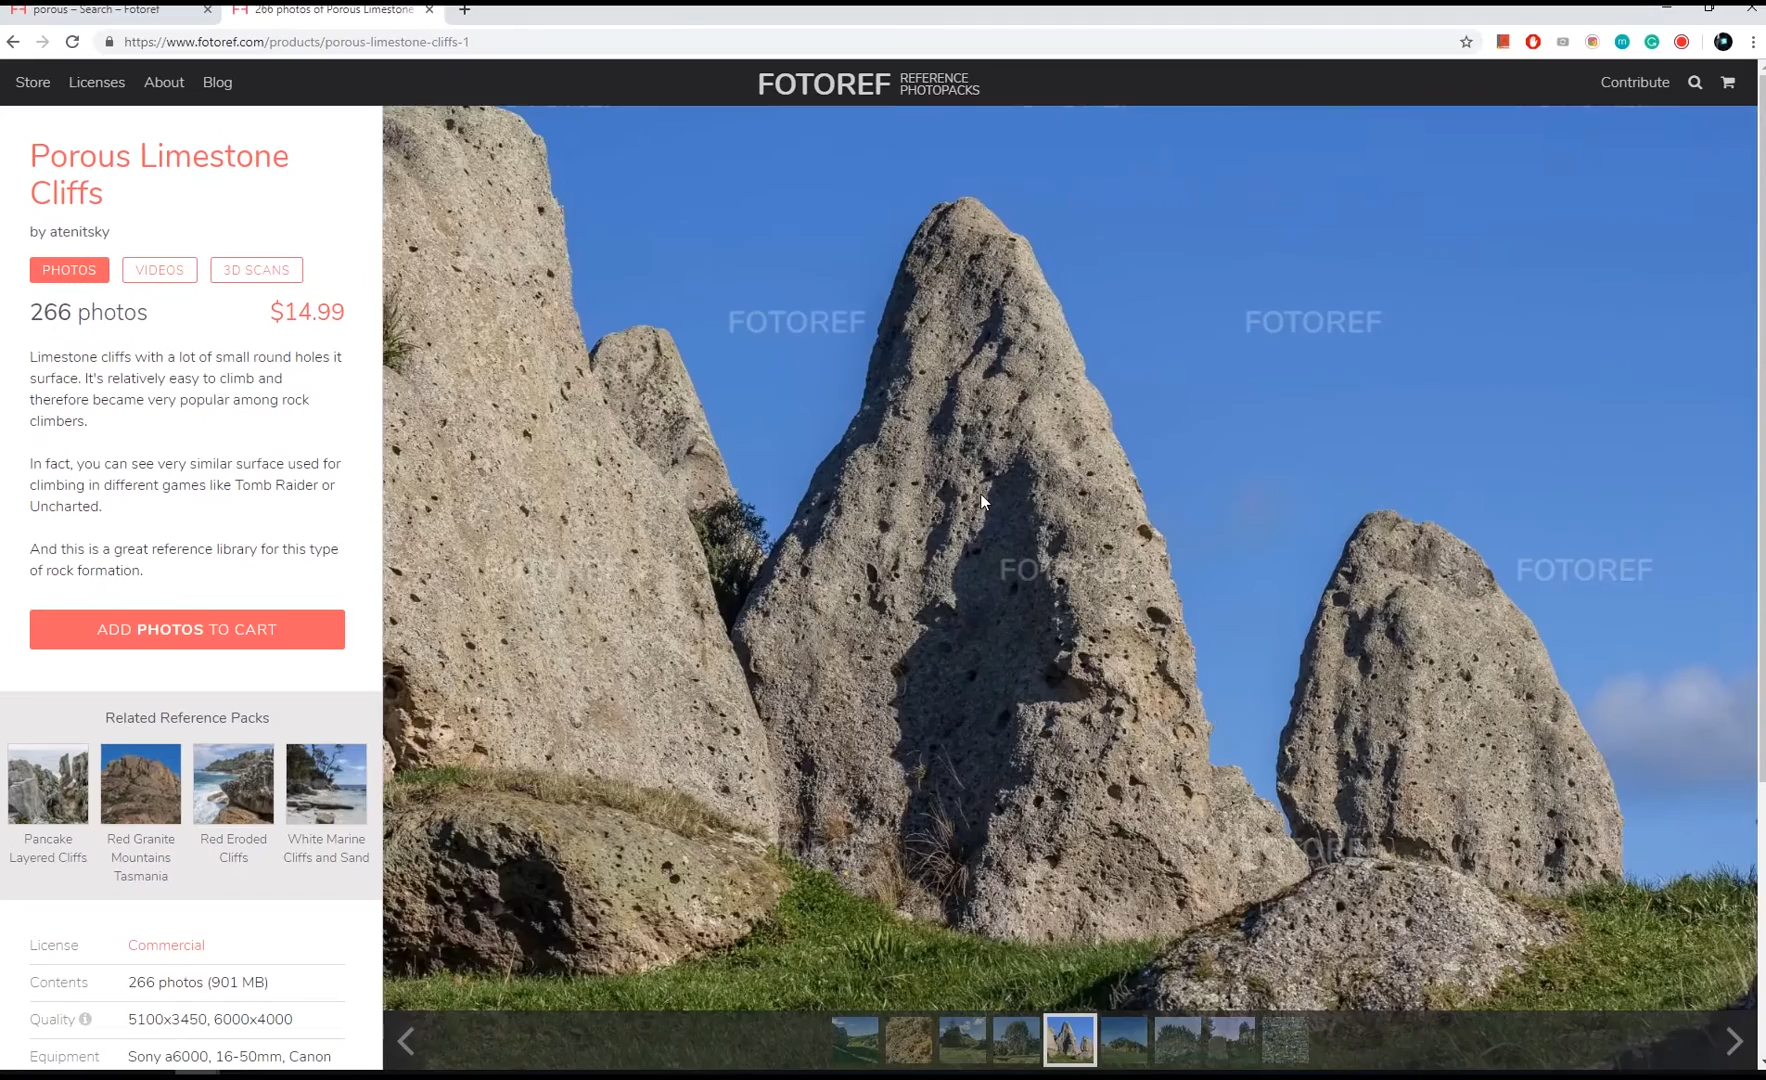 porous – Search – Fotoref
266 photos of Porous Limestone
https://www.fotoref.com/products/porous-limestone-cliffs-1
Store Licenses About Blog
FOTOREF REFERENCE
PHOTOPACKS
Contribute
Porous Limestone
Cliffs
by atenitsky
PHOTOS VIDEOS 3D SCANS
266 photos $14.99
Limestone cliffs with a lot of small round holes it
surface. It's relatively easy to climb and
therefore became very popular among rock
climbers.
In fact, you can see very similar surface used for
climbing in different games like Tomb Raider or
Uncharted.
And this is a great reference library for this type
of rock formation.
ADD PHOTOS TO CART
Related Reference Packs
Pancake
Layered Cliffs
Red Granite
Mountains
Tasmania
Red Eroded
Cliffs
White Marine
Cliffs and Sand
License Commercial
Contents 266 photos (901 MB)
Quality 5100x3450, 6000x4000
Equipment Sony a6000, 16-50mm, Canon
FOTOREF
FOTOREF
FOTOREF
FOTOREF